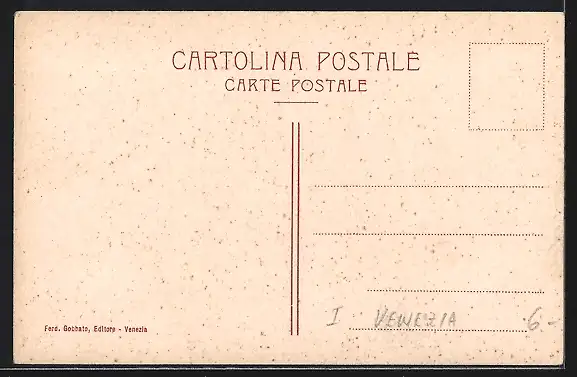 CARTOLINA POSTALE
CARTE POSTALE
Ferd. Gobbato, Editore - Venezia
I VENEZIA 6-